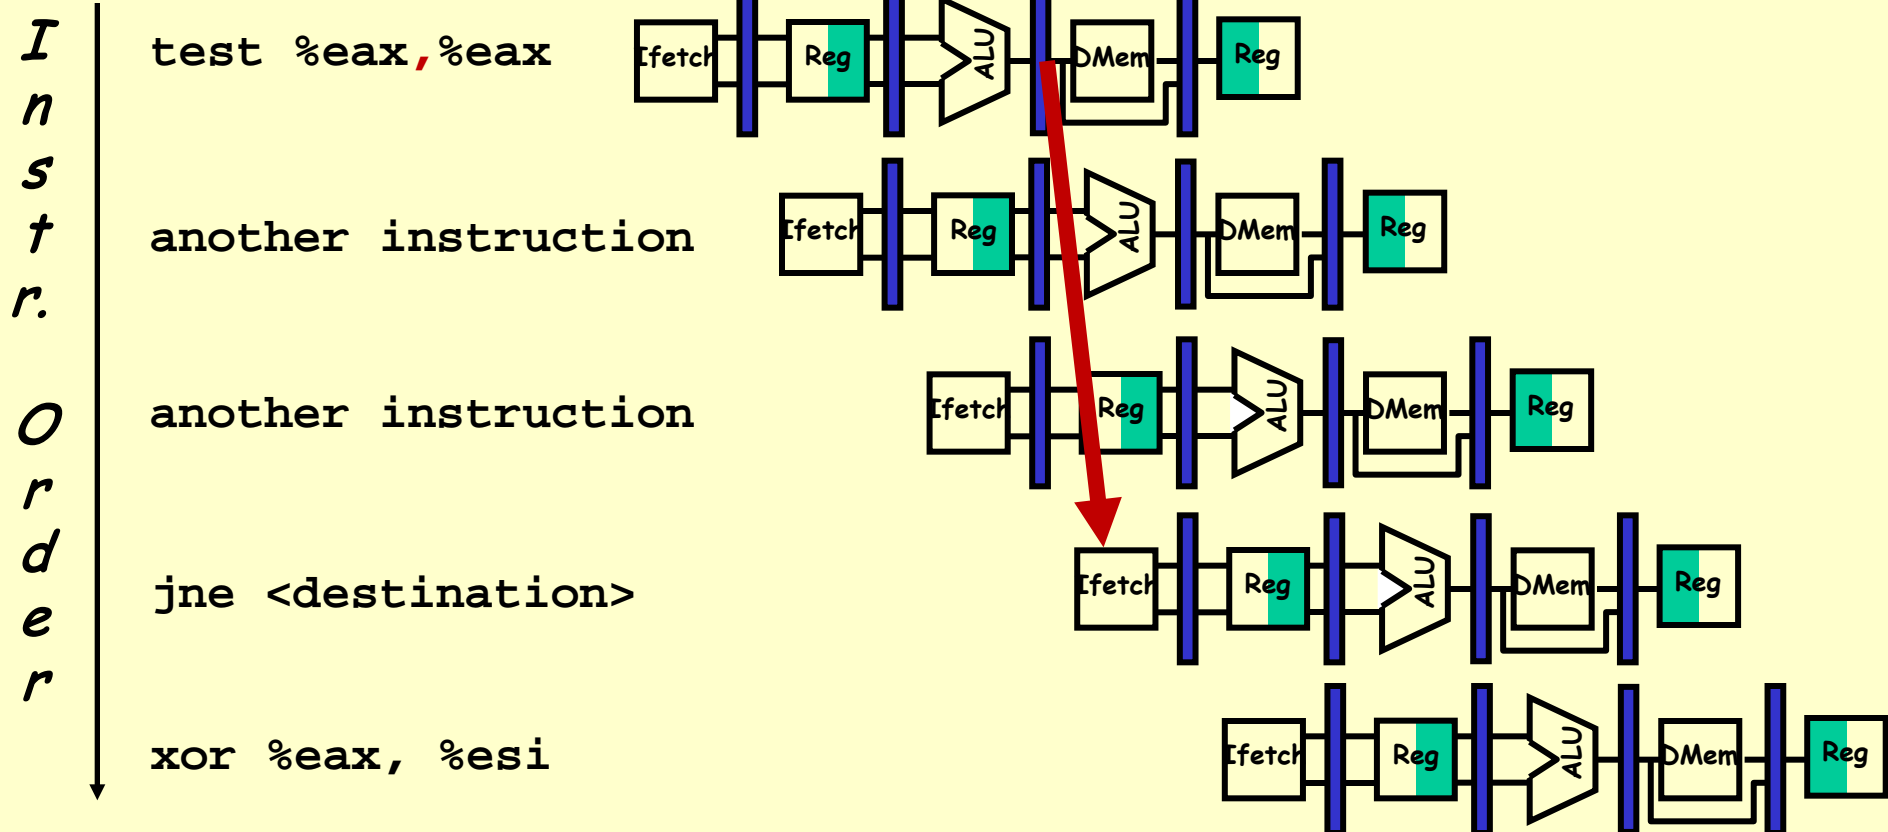 Instr. Order
test %eax,%eax Ifetch Reg ALU DMem Reg
another instruction Ifetch Reg ALU DMem Reg
another instruction Ifetch Reg ALU DMem Reg
jne <destination> Ifetch Reg ALU DMem Reg
xor %eax, %esi Ifetch Reg ALU DMem Reg